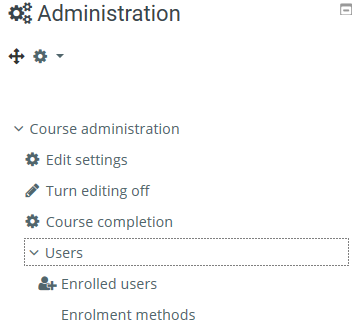 Administration
Course administration
Edit settings
Turn editing off
Course completion
Users
Enrolled users
Enrolment methods